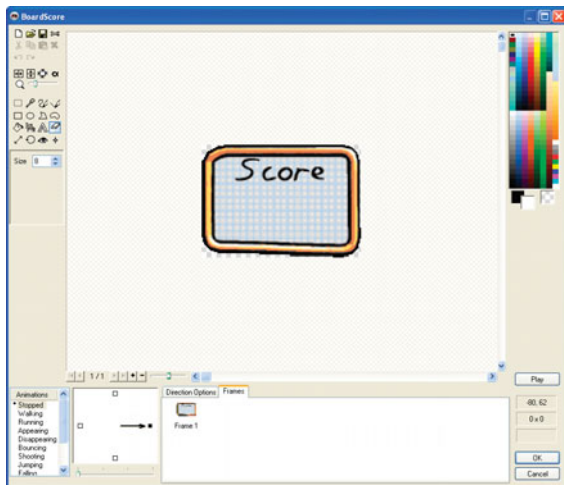 BoardScore
Size 8
Score
1 / 1
Play
Animations
Stopped
Walking
Running
Appearing
Disappearing
Bouncing
Shooting
Jumping
Falling
Direction Options Frames
Frame 1
-80, 62
0 x 0
OK
Cancel